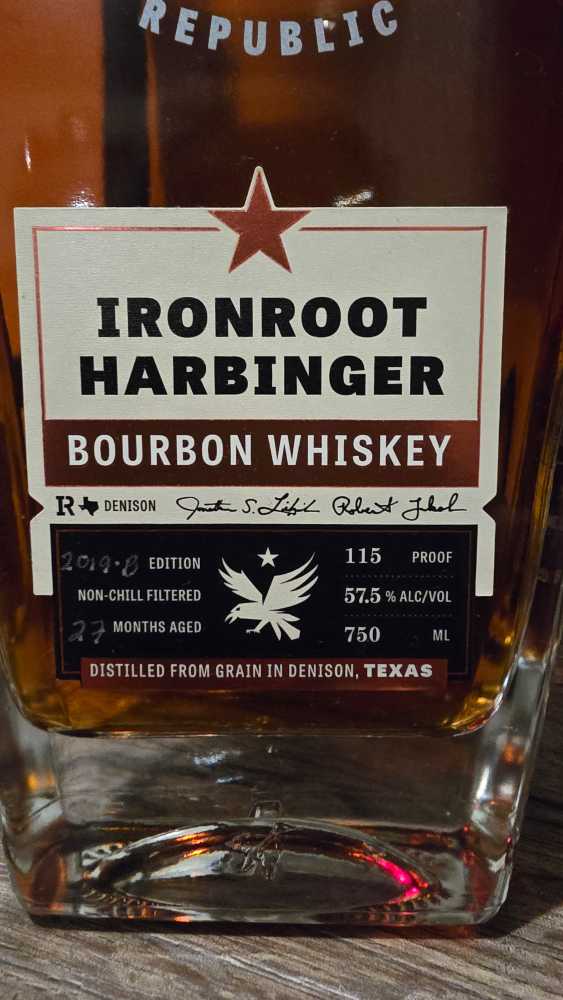 REPUBLIC
IRONROOT
HARBINGER
BOURBON WHISKEY
IR DENISON
2019·B EDITION
NON-CHILL FILTERED
27 MONTHS AGED
115 PROOF
57.5 % ALC/VOL
750 ML
DISTILLED FROM GRAIN IN DENISON, TEXAS